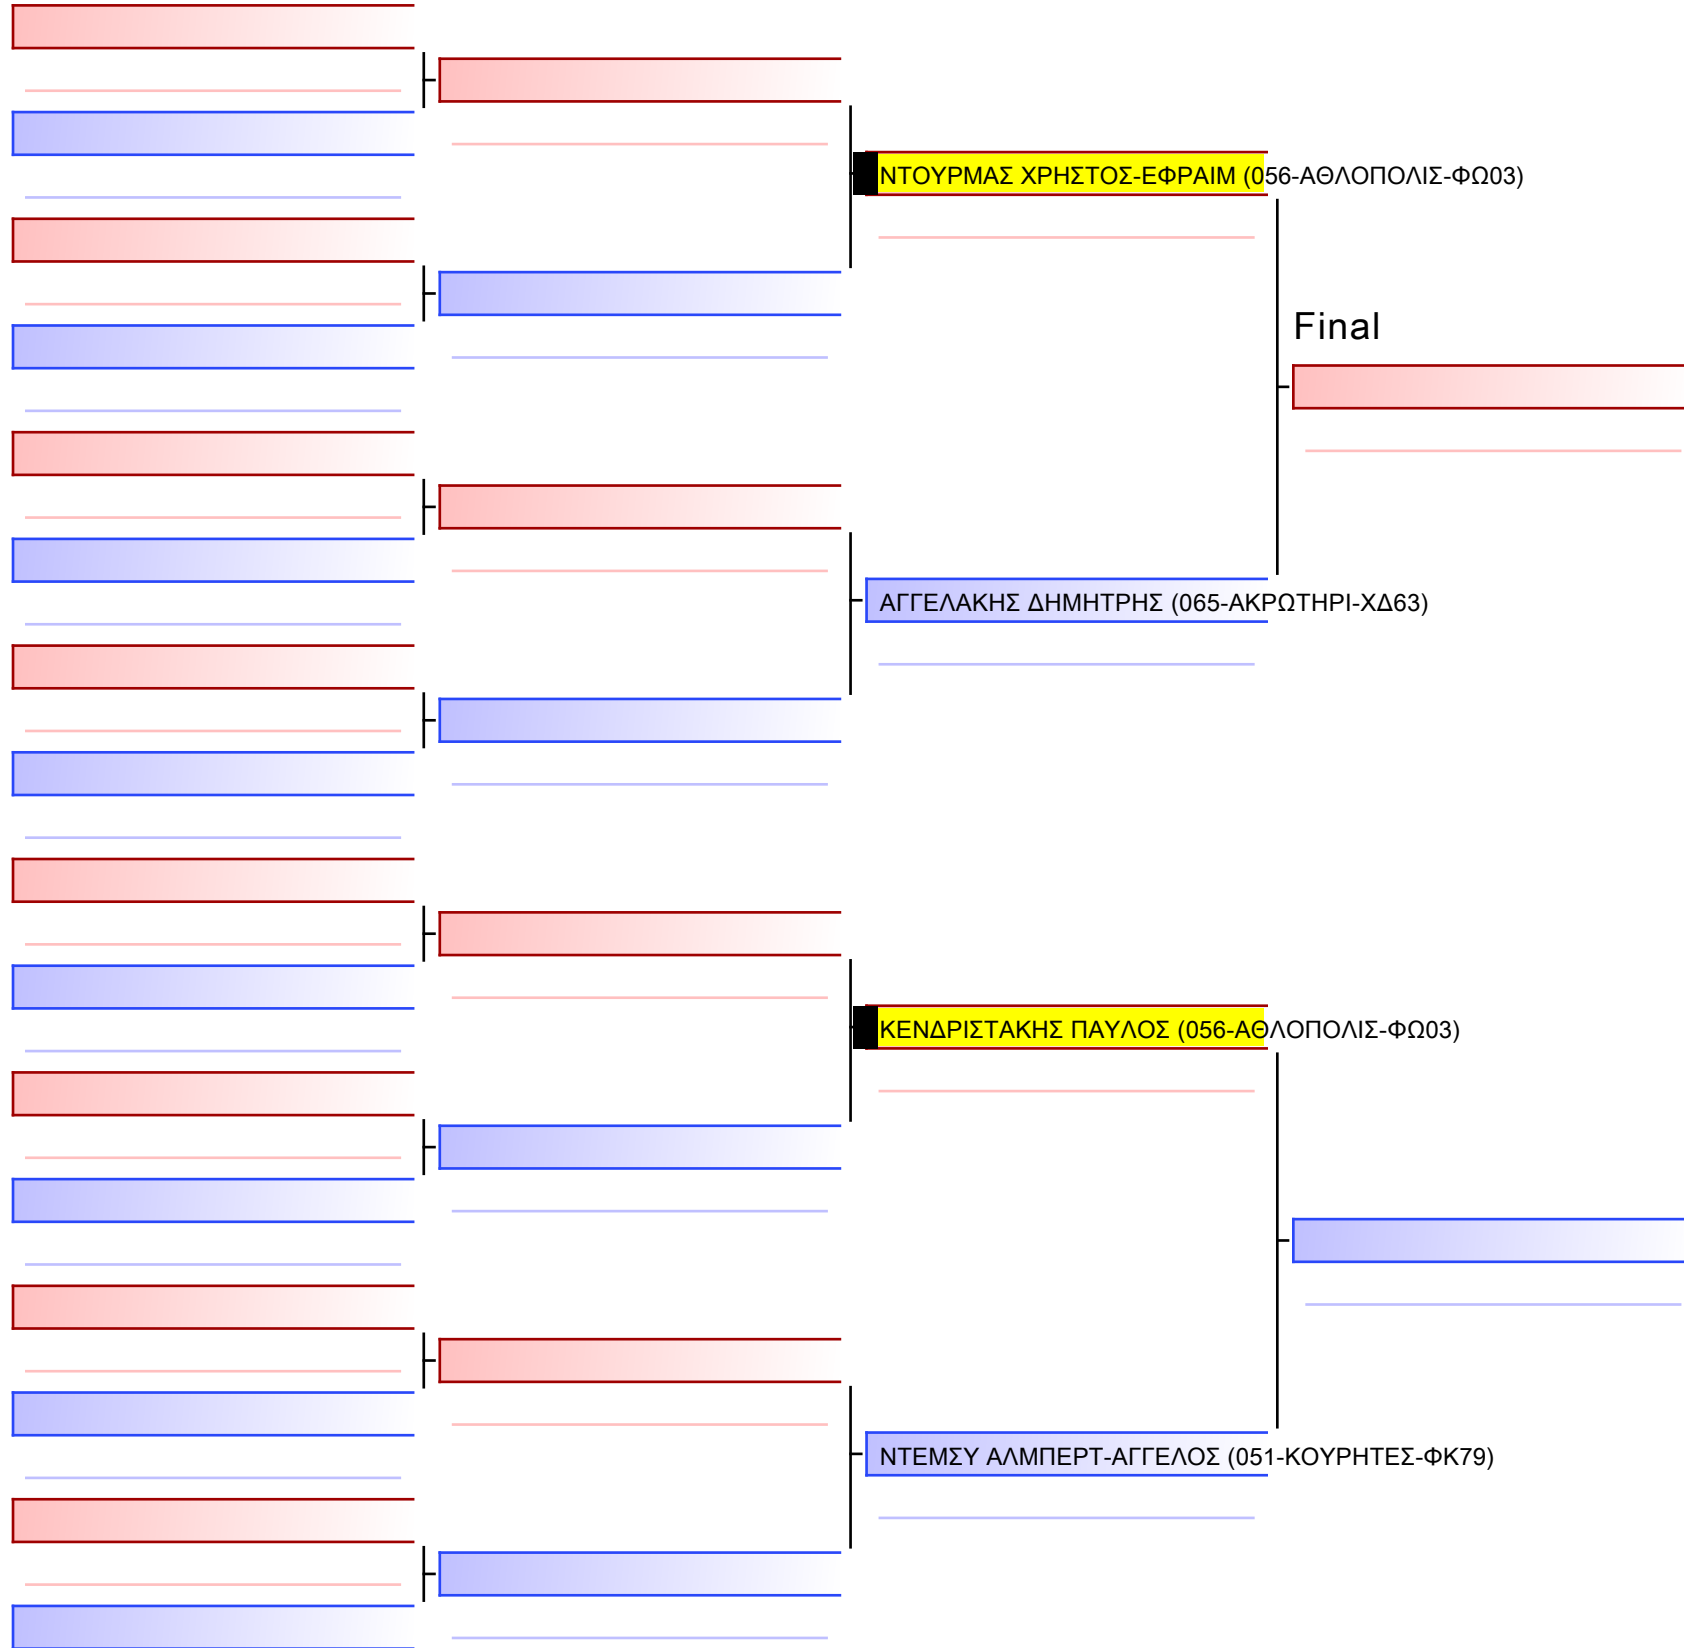 ΝΤΟΥΡΜΑΣ ΧΡΗΣΤΟΣ-ΕΦΡΑΙΜ (056-ΑΘΛΟΠΟΛΙΣ-ΦΩ03)
Final
ΑΓΓΕΛΑΚΗΣ ΔΗΜΗΤΡΗΣ (065-ΑΚΡΩΤΗΡΙ-ΧΔ63)
ΚΕΝΔΡΙΣΤΑΚΗΣ ΠΑΥΛΟΣ (056-ΑΘΛΟΠΟΛΙΣ-ΦΩ03)
ΝΤΕΜΣΥ ΑΛΜΠΕΡΤ-ΑΓΓΕΛΟΣ (051-ΚΟΥΡΗΤΕΣ-ΦΚ79)